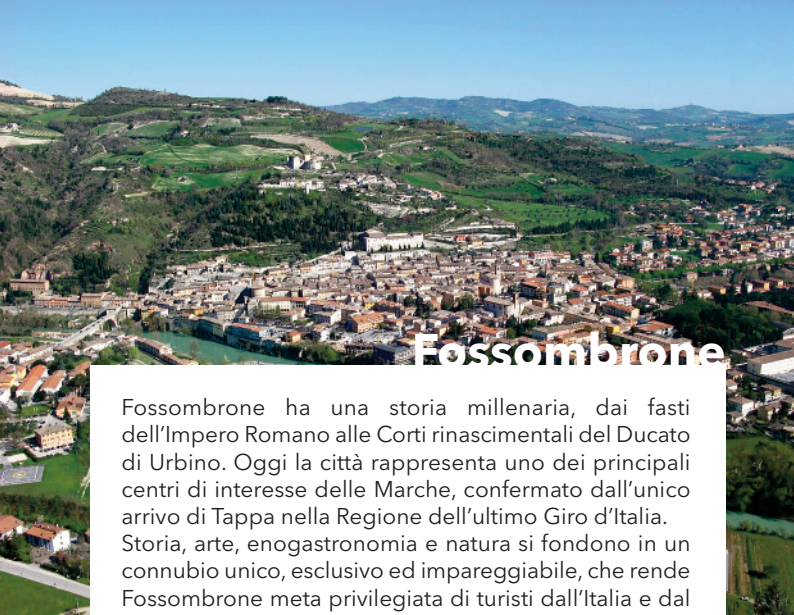 Fossombrone
Fossombrone ha una storia millenaria, dai fasti
dell’Impero Romano alle Corti rinascimentali del Ducato
di Urbino. Oggi la città rappresenta uno dei principali
centri di interesse delle Marche, confermato dall’unico
arrivo di Tappa nella Regione dell’ultimo Giro d’Italia.
Storia, arte, enogastronomia e natura si fondono in un
connubio unico, esclusivo ed impareggiabile, che rende
Fossombrone meta privilegiata di turisti dall’Italia e dal